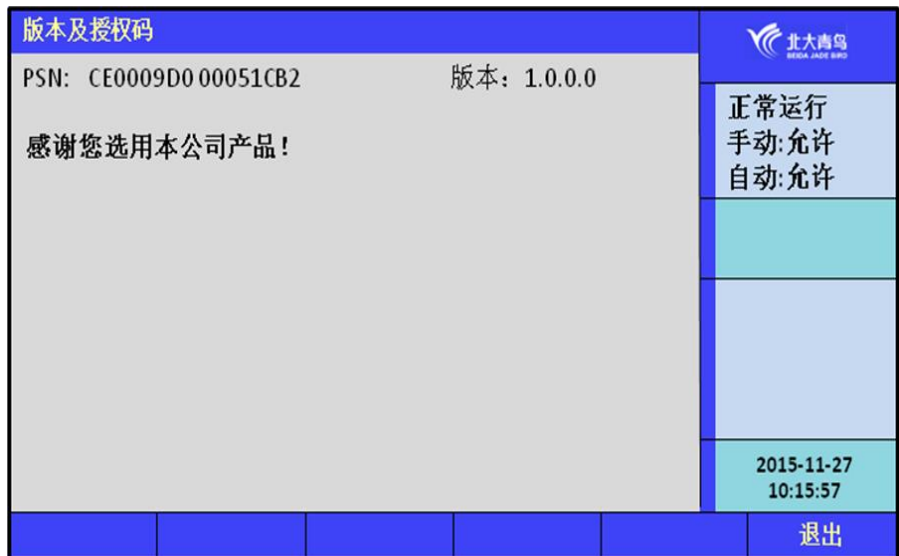 版本及授权码
PSN: CE0009D0 00051CB2 版本：1.0.0.0
感谢您选用本公司产品！
北大青鸟
BEIDA JADE BIRD
正常运行
手动:允许
自动:允许
2015-11-27
10:15:57
退出